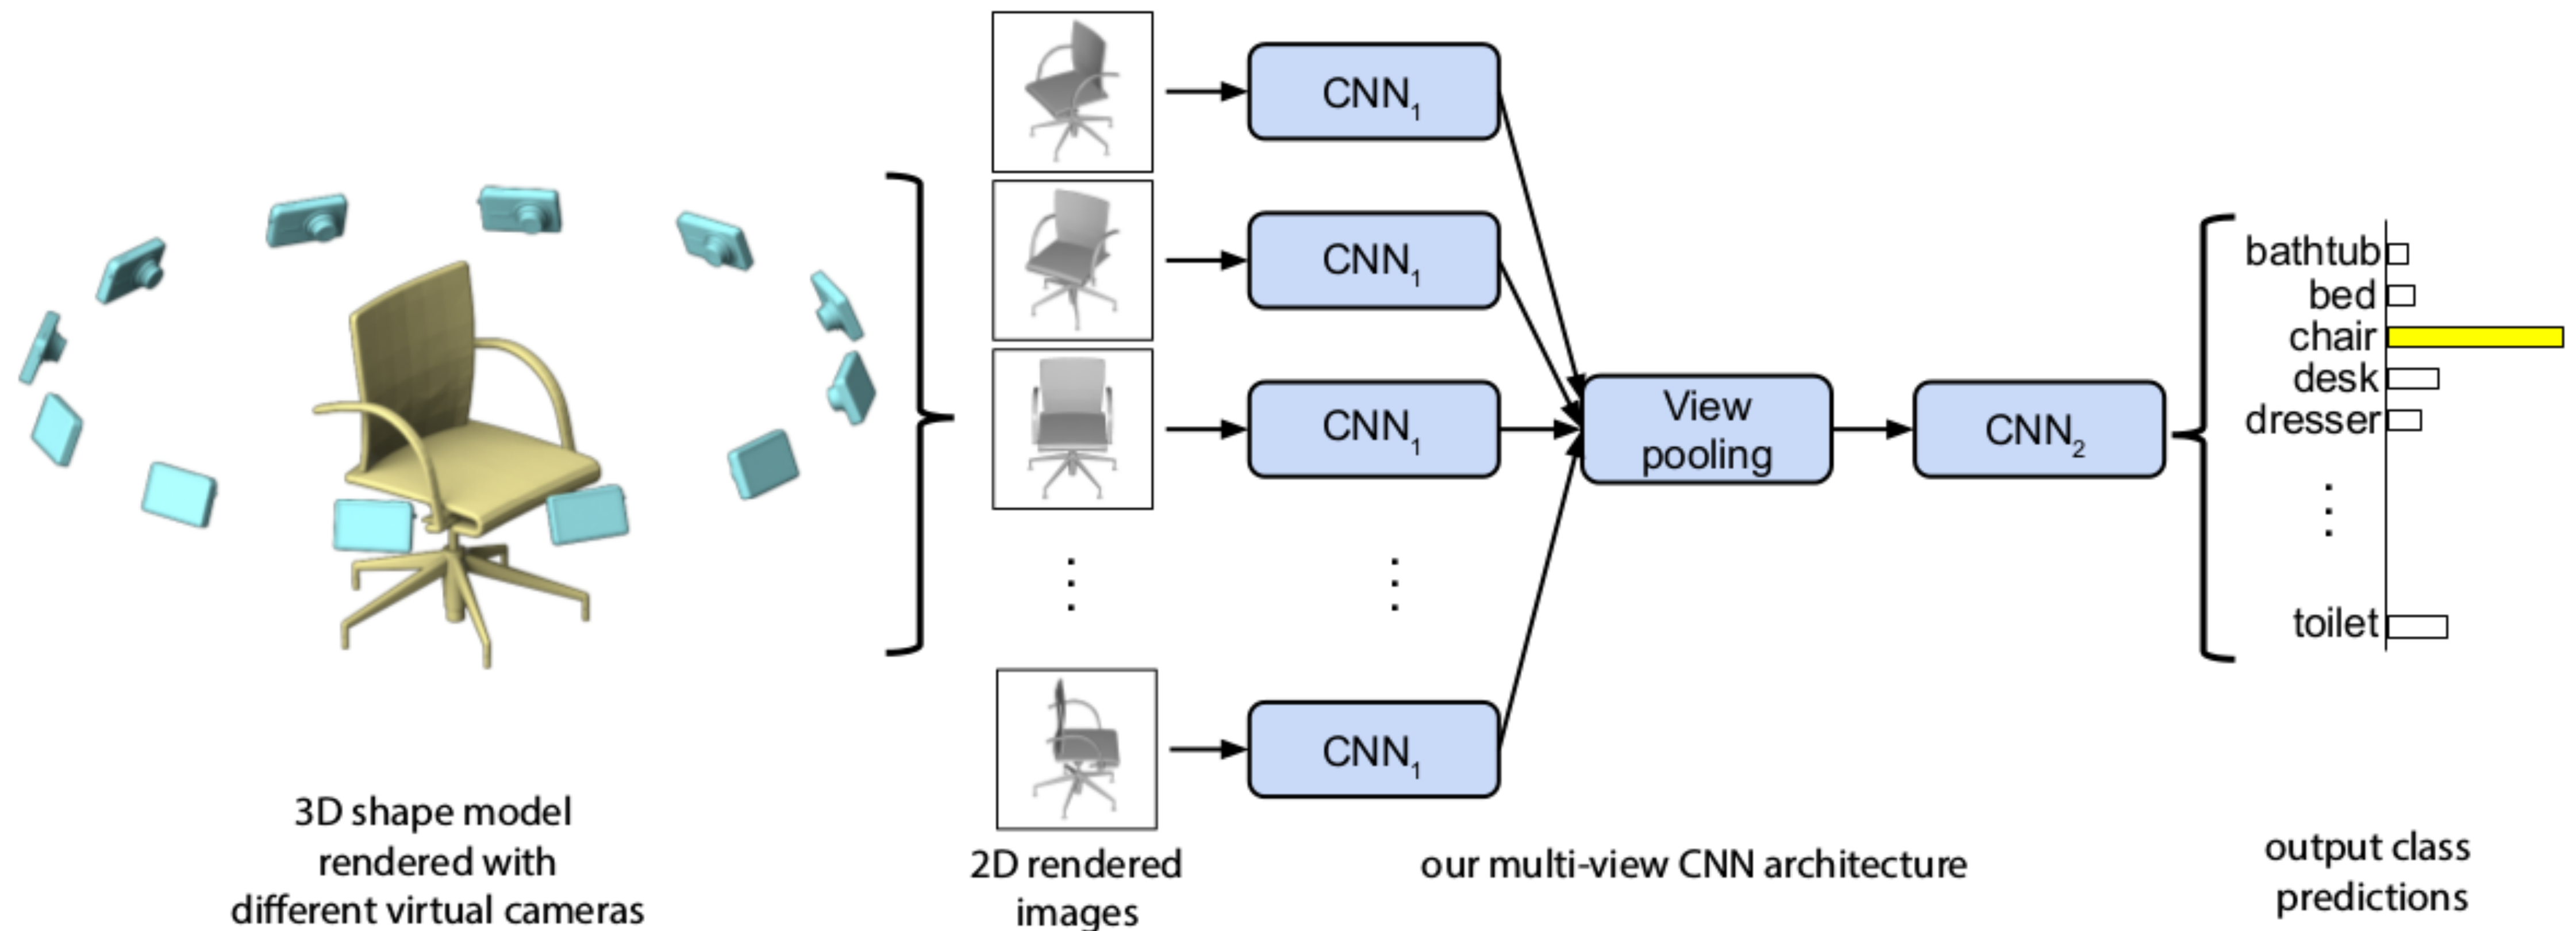 CNN₁
CNN₁
CNN₁
CNN₁
View
pooling
CNN₂
bathtub
bed
chair
desk
dresser
toilet
3D shape model
rendered with
different virtual cameras
2D rendered
images
our multi-view CNN architecture
output class
predictions